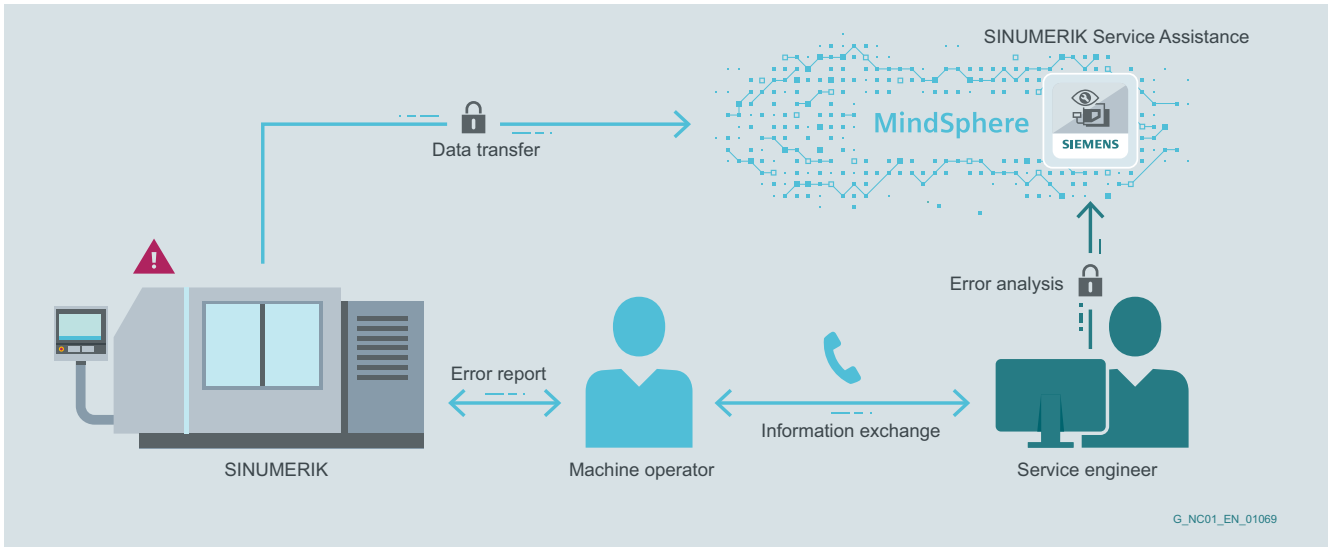 SINUMERIK Service Assistance
MindSphere
SIEMENS
Data transfer
!
Error analysis
Error report
Information exchange
SINUMERIK
Machine operator
Service engineer
G_NC01_EN_01069